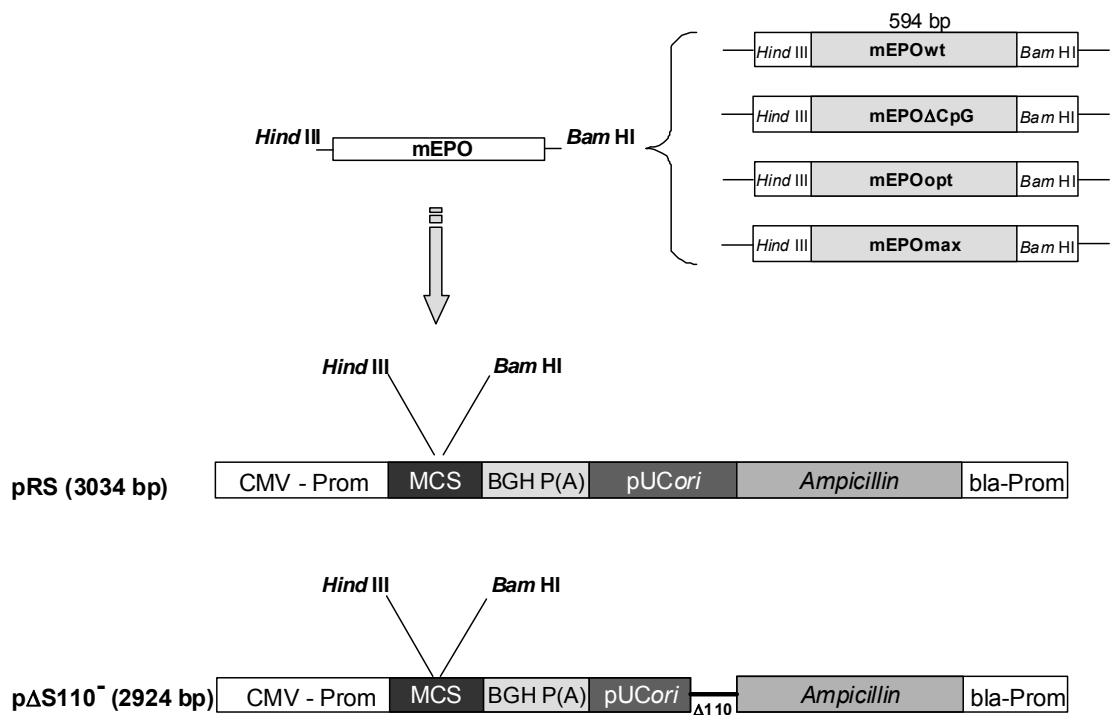 594 bp
Hind III mEPOwt Bam HI
Hind III mEPOΔCpG Bam HI
Hind III mEPO Bam HI
Hind III mEPOopt Bam HI
Hind III mEPOmax Bam HI
Hind III Bam HI
pRS (3034 bp) CMV - Prom MCS BGH P(A) pUCori Ampicillin bla-Prom
Hind III Bam HI
pΔS110⁻ (2924 bp) CMV - Prom MCS BGH P(A) pUCori Δ110 Ampicillin bla-Prom